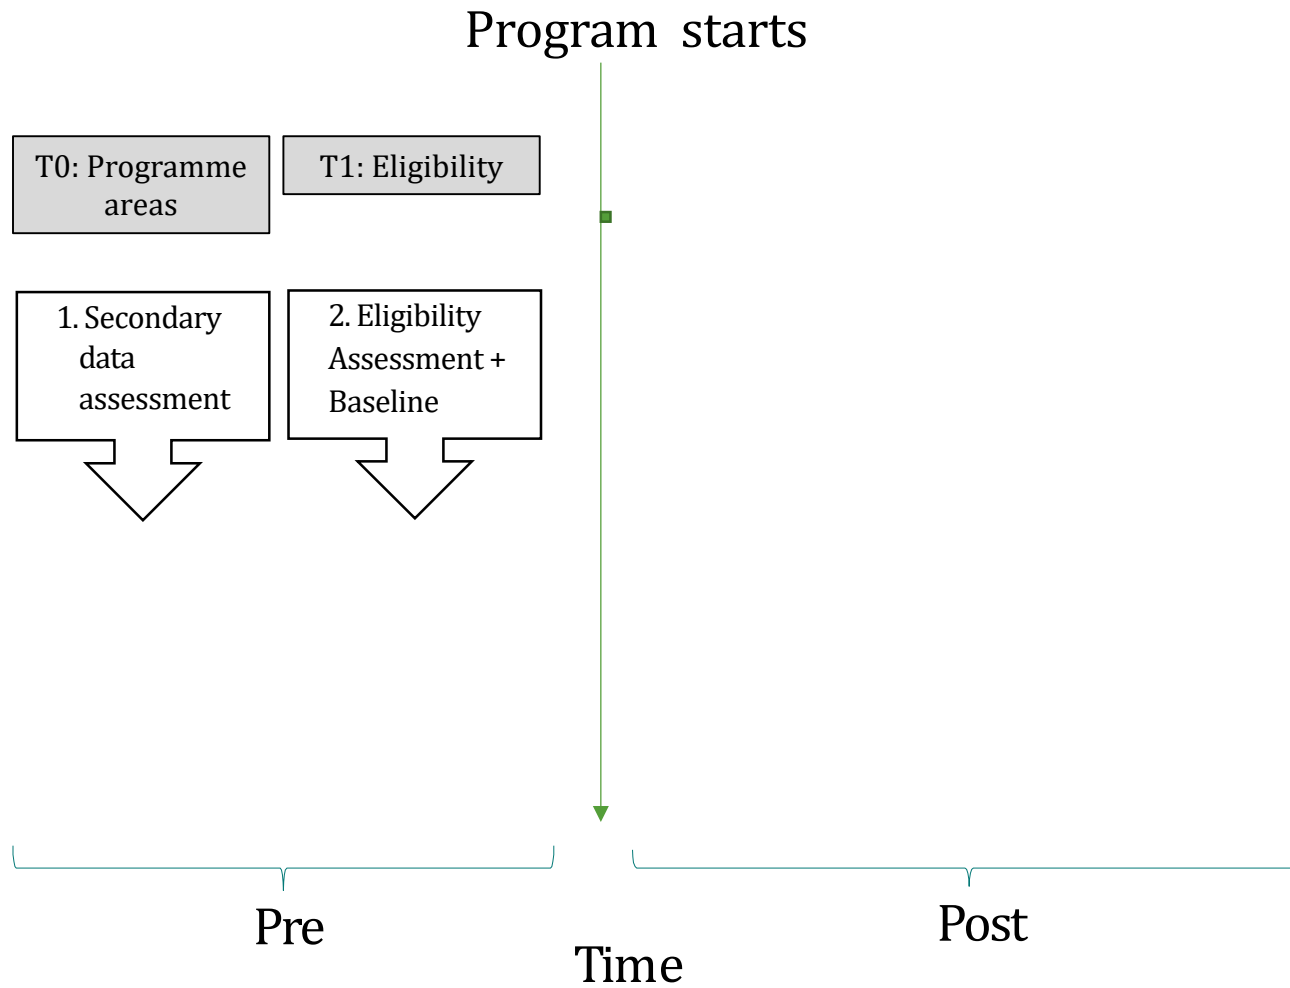 Program starts
T0: Programme
areas
T1: Eligibility
1. Secondary
data
assessment
2. Eligibility
Assessment +
Baseline
Pre
Post
Time